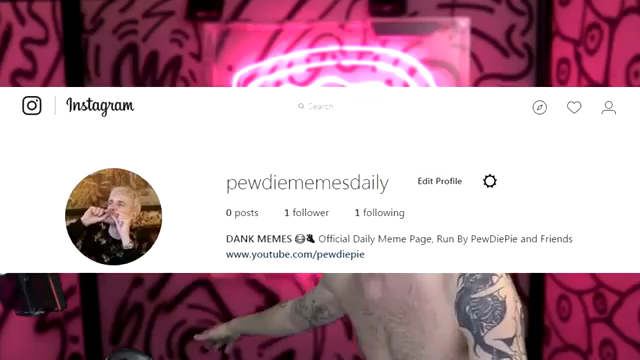 Instagram
Search
pewdiememesdaily Edit Profile
0 posts 1 follower 1 following
DANK MEMES 😂👌🏿 Official Daily Meme Page, Run By PewDiePie and Friends
www.youtube.com/pewdiepie